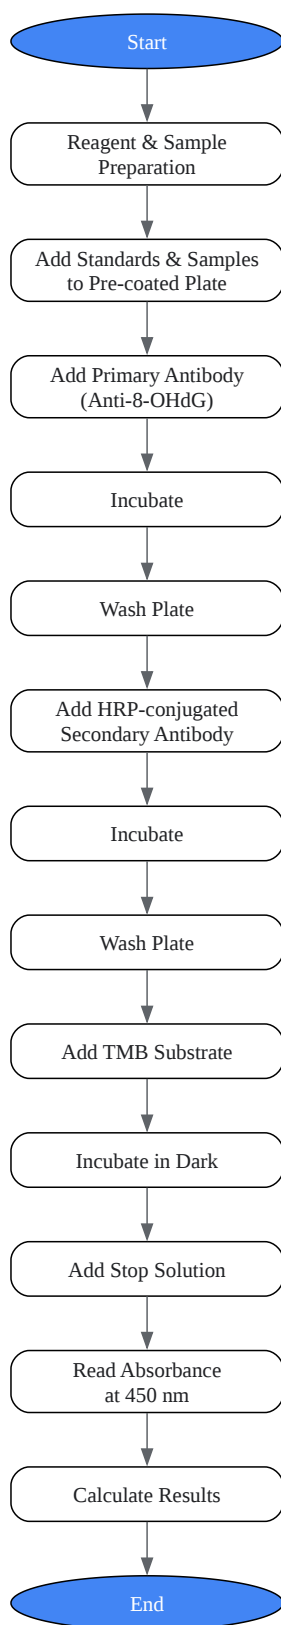 Start
Reagent & Sample
Preparation
Add Standards & Samples
to Pre-coated Plate
Add Primary Antibody
(Anti-8-OHdG)
Incubate
Wash Plate
Add HRP-conjugated
Secondary Antibody
Incubate
Wash Plate
Add TMB Substrate
Incubate in Dark
Add Stop Solution
Read Absorbance
at 450 nm
Calculate Results
End